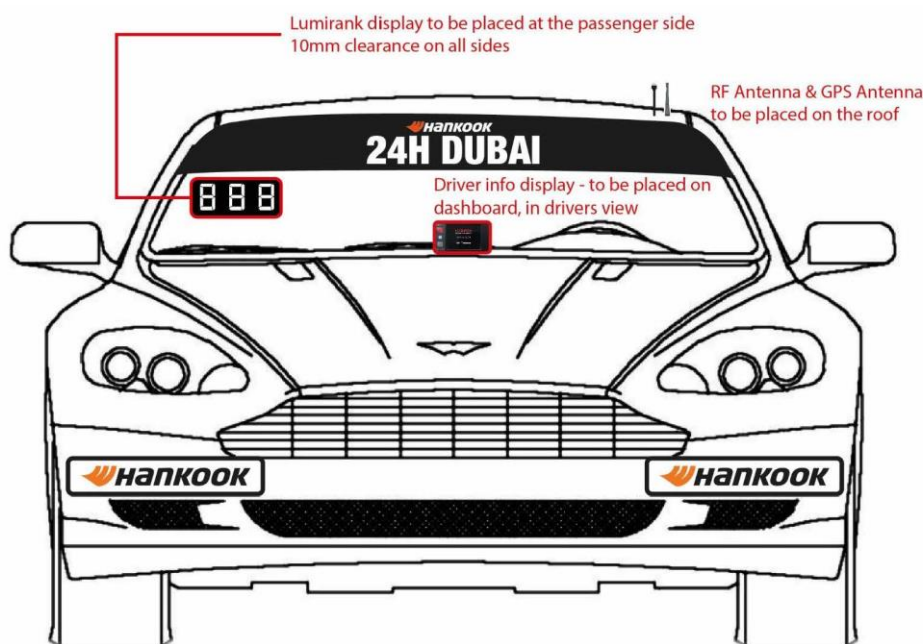 Lumirank display to be placed at the passenger side
10mm clearance on all sides
RF Antenna & GPS Antenna
to be placed on the roof
HANKOOK
24H DUBAI
888
Driver info display - to be placed on
dashboard, in drivers view
HANKOOK
HANKOOK